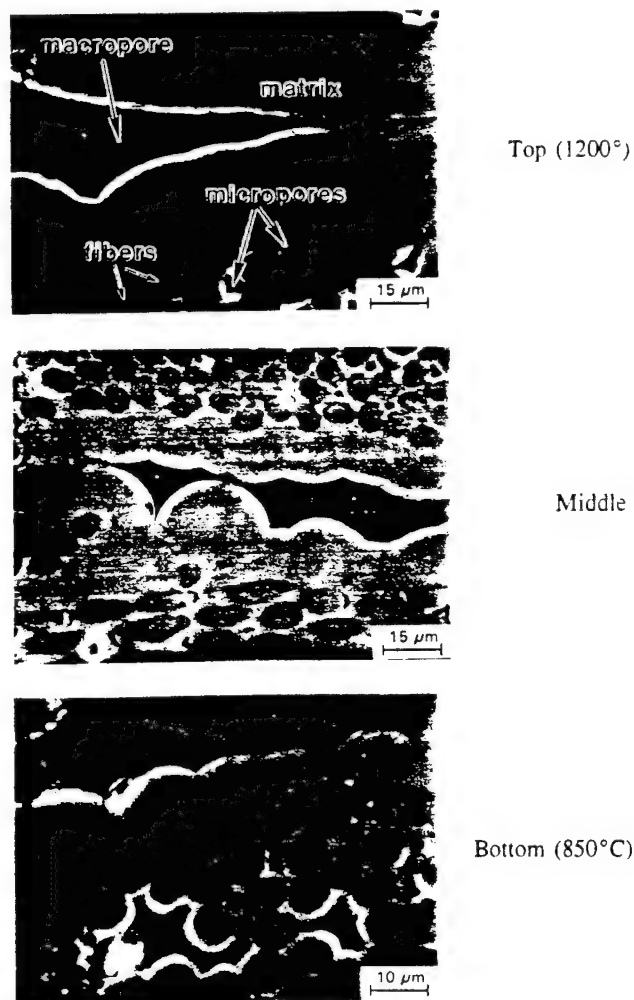 macropore
matrix
Top (1200°)
micropores
fibers
15 μm
Middle
15 μm
Bottom (850°C)
10 μm